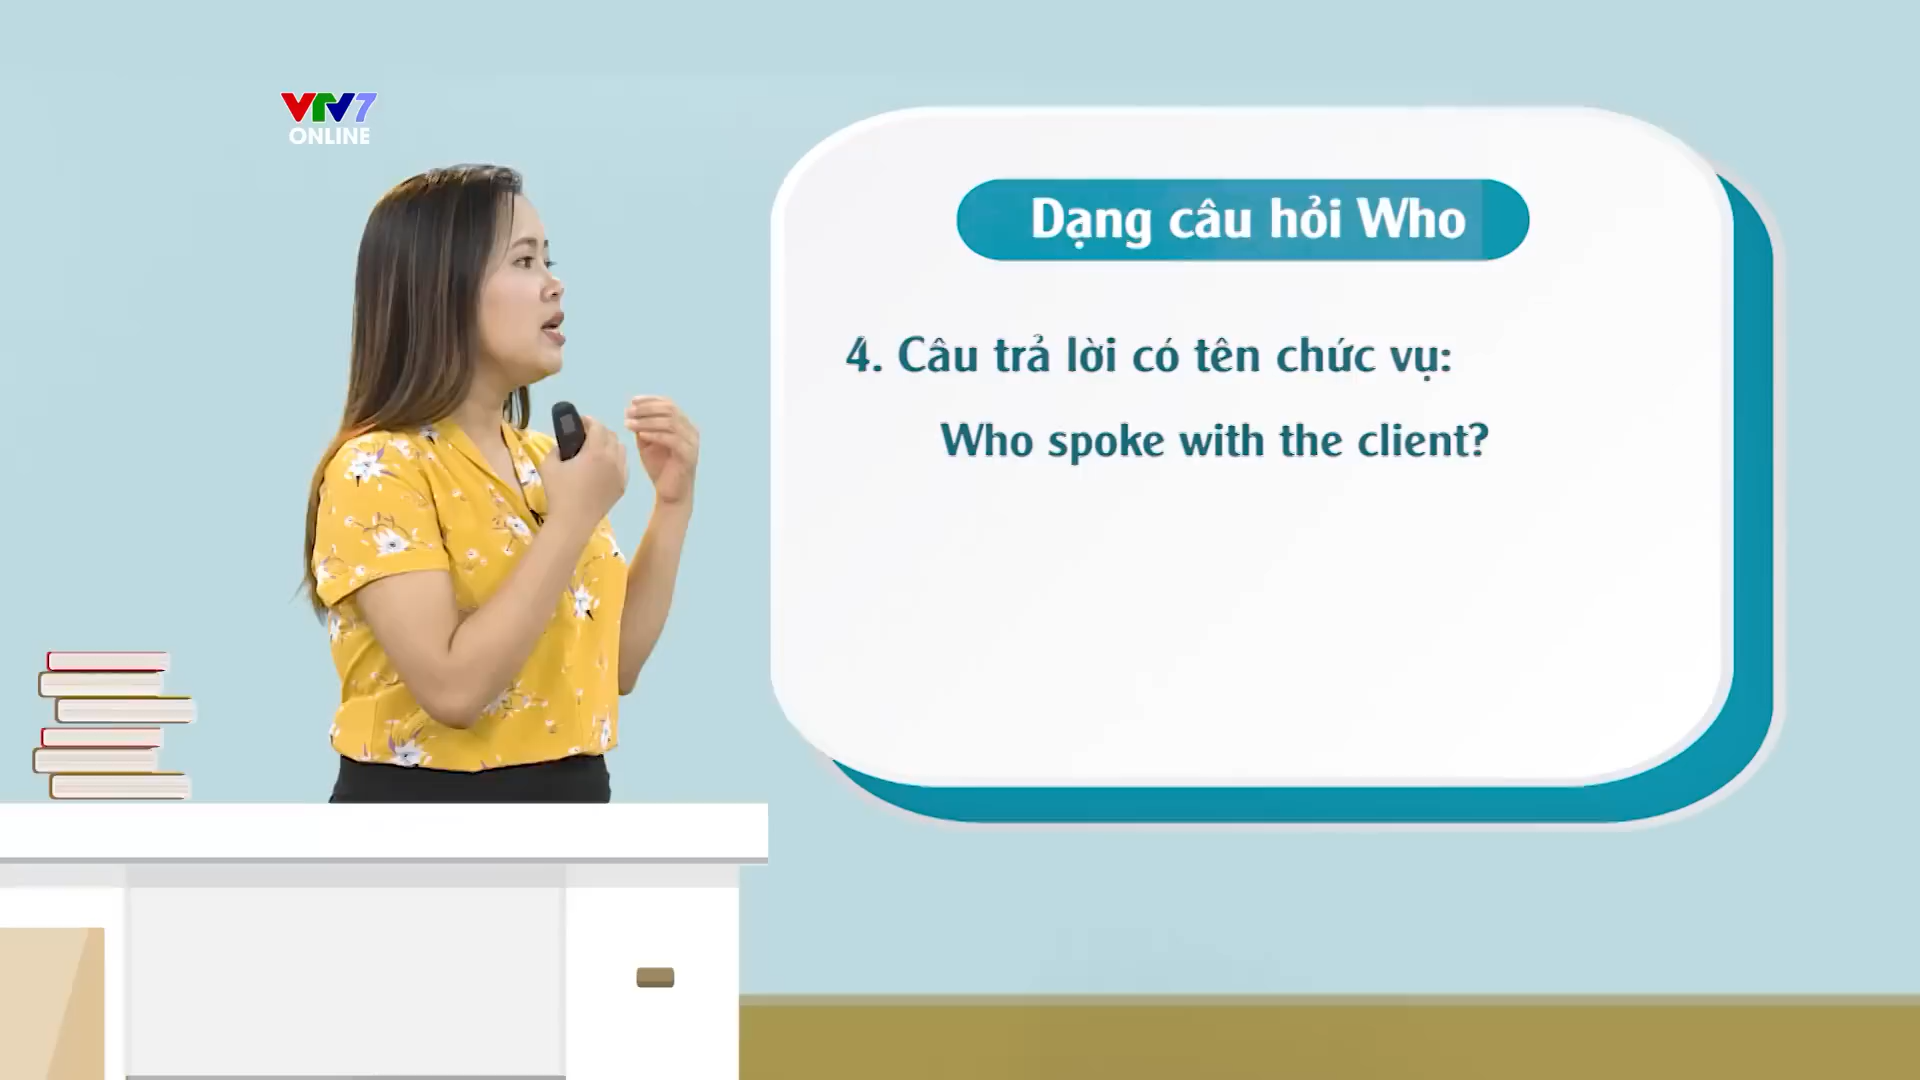 VTV7
ONLINE
Dạng câu hỏi Who
4. Câu trả lời có tên chức vụ:
Who spoke with the client?